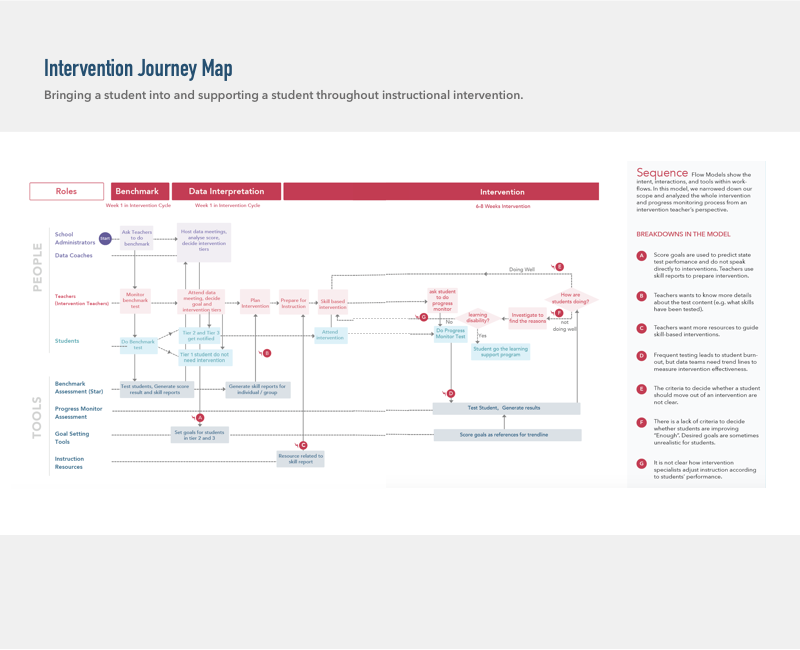 Intervention Journey Map
Bringing a student into and supporting a student throughout instructional intervention.
Roles
Benchmark
Data Interpretation
Intervention
Week 1 in Intervention Cycle
Week 1 in Intervention Cycle
6-8 Weeks Intervention
PEOPLE
School
Administrators
Start
Ask Teachers
to do
benchmark
Host data meetings,
analyse score,
decide intervention
tiers
Data Coaches
Doing Well
E
Teachers
(Intervention Teachers)
Monitor
benchmark
test
Attend data
meeting, decide
goal and
intervention tiers
Plan
Intervention
Prepare for
Instruction
Skill based
intervention
ask student
to do
progress
monitor
How are
students doing?
G
No
learning
disability?
Investigate to
find the reasons
F
not
doing well
Students
Do Benchmark
test
Tier 2 and Tier 3
get notified
Tier 1 student do not
need intervention
B
Attend
intervention
Do Progress
Monitor Test
Yes
Student go the learning
support program
TOOLS
Benchmark
Assessment (Star)
Test students, Generate score
result and skill reports
Generate skill reports for
individual / group
D
Progress Monitor
Assessment
Test Student, Generate results
A
Goal Setting
Tools
Set goals for students
in tier 2 and 3
Score goals as references for trendline
C
Instruction
Resources
Resource related to
skill report
Sequence Flow Models show the
intent, interactions, and tools within work-
flows. In this model, we narrowed down our
scope and analyzed the whole intervention
and progress monitoring process from an
intervention teacher's perspective.
BREAKDOWNS IN THE MODEL
A
Score goals are used to predict state
test perfomance and do not speak
directly to interventions. Teachers use
skill reports to prepare intervention.
B
Teachers wants to know more details
about the test content (e.g. what skills
have been tested).
C
Teachers want more resources to guide
skill-based interventions.
D
Frequent testing leads to student burn-
out, but data teams need trend lines to
measure intervention effectiveness.
E
The criteria to decide whether a student
should move out of an intervention are
not clear.
F
There is a lack of criteria to decide
whether students are improving
"Enough". Desired goals are sometimes
unrealistic for students.
G
It is not clear how intervention
specialists adjust instruction according
to students' performance.